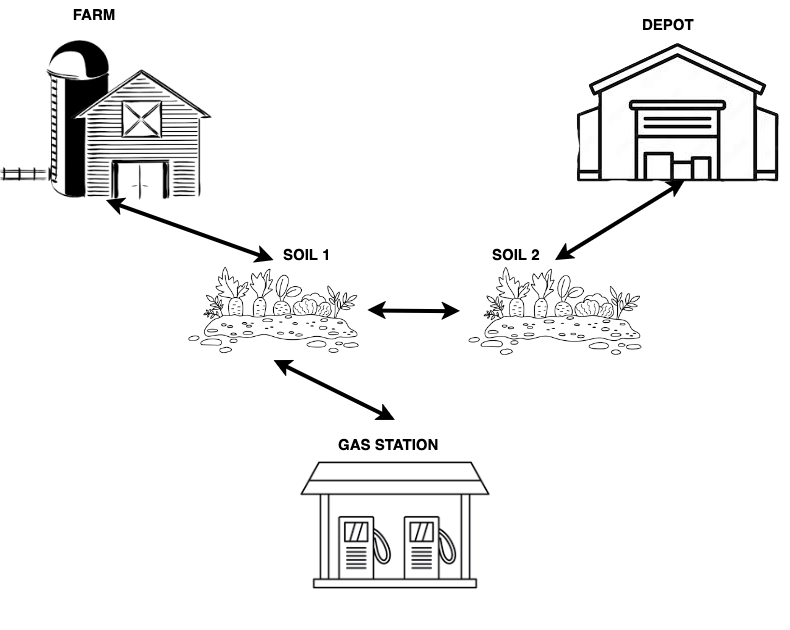 FARM
DEPOT
SOIL 1
SOIL 2
GAS STATION